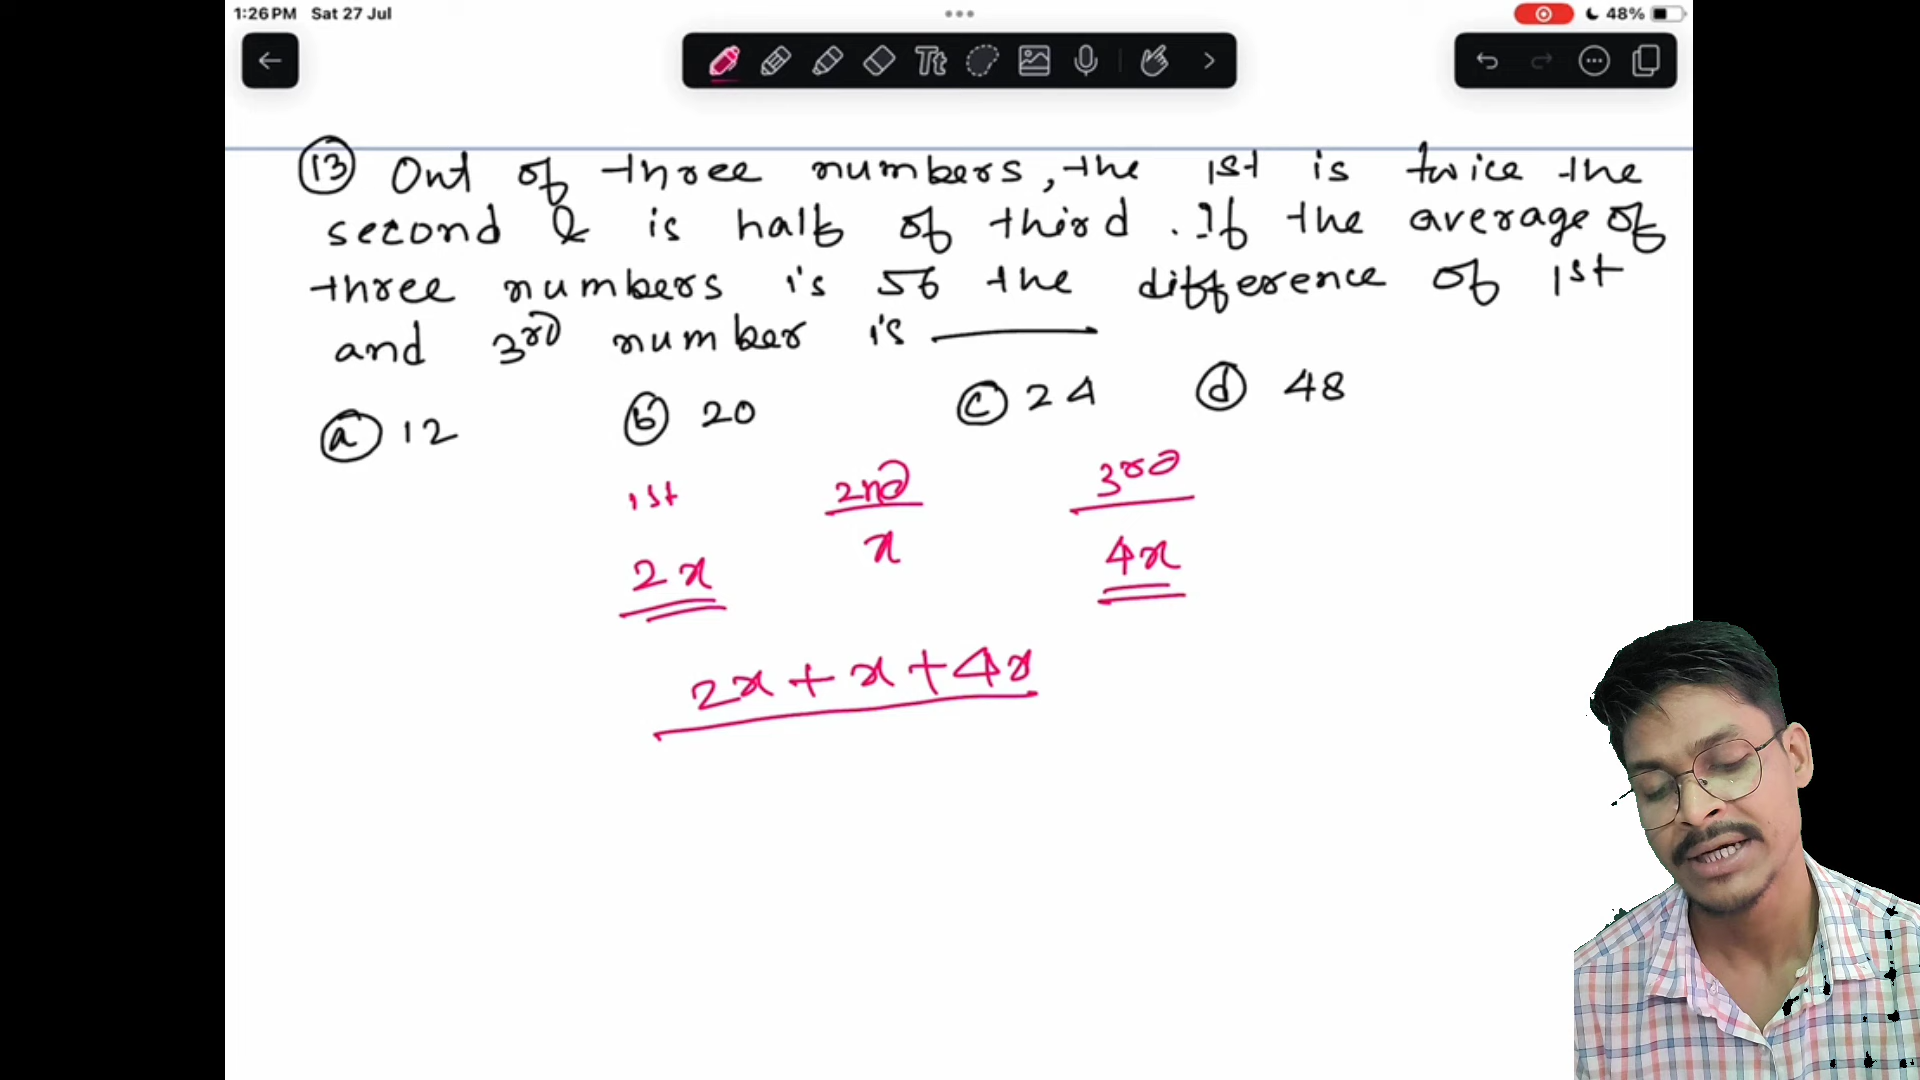 1:26 PM Sat 27 Jul
48%
Tt
13 Out of three numbers, the 1st is twice the
second & is half of third. If the average of
three numbers is 56 the difference of 1st
and 3rd number is ______
a 12 b 20 c 24 d 48
1st 2nd 3rd
2x x 4x
2x + x + 4x